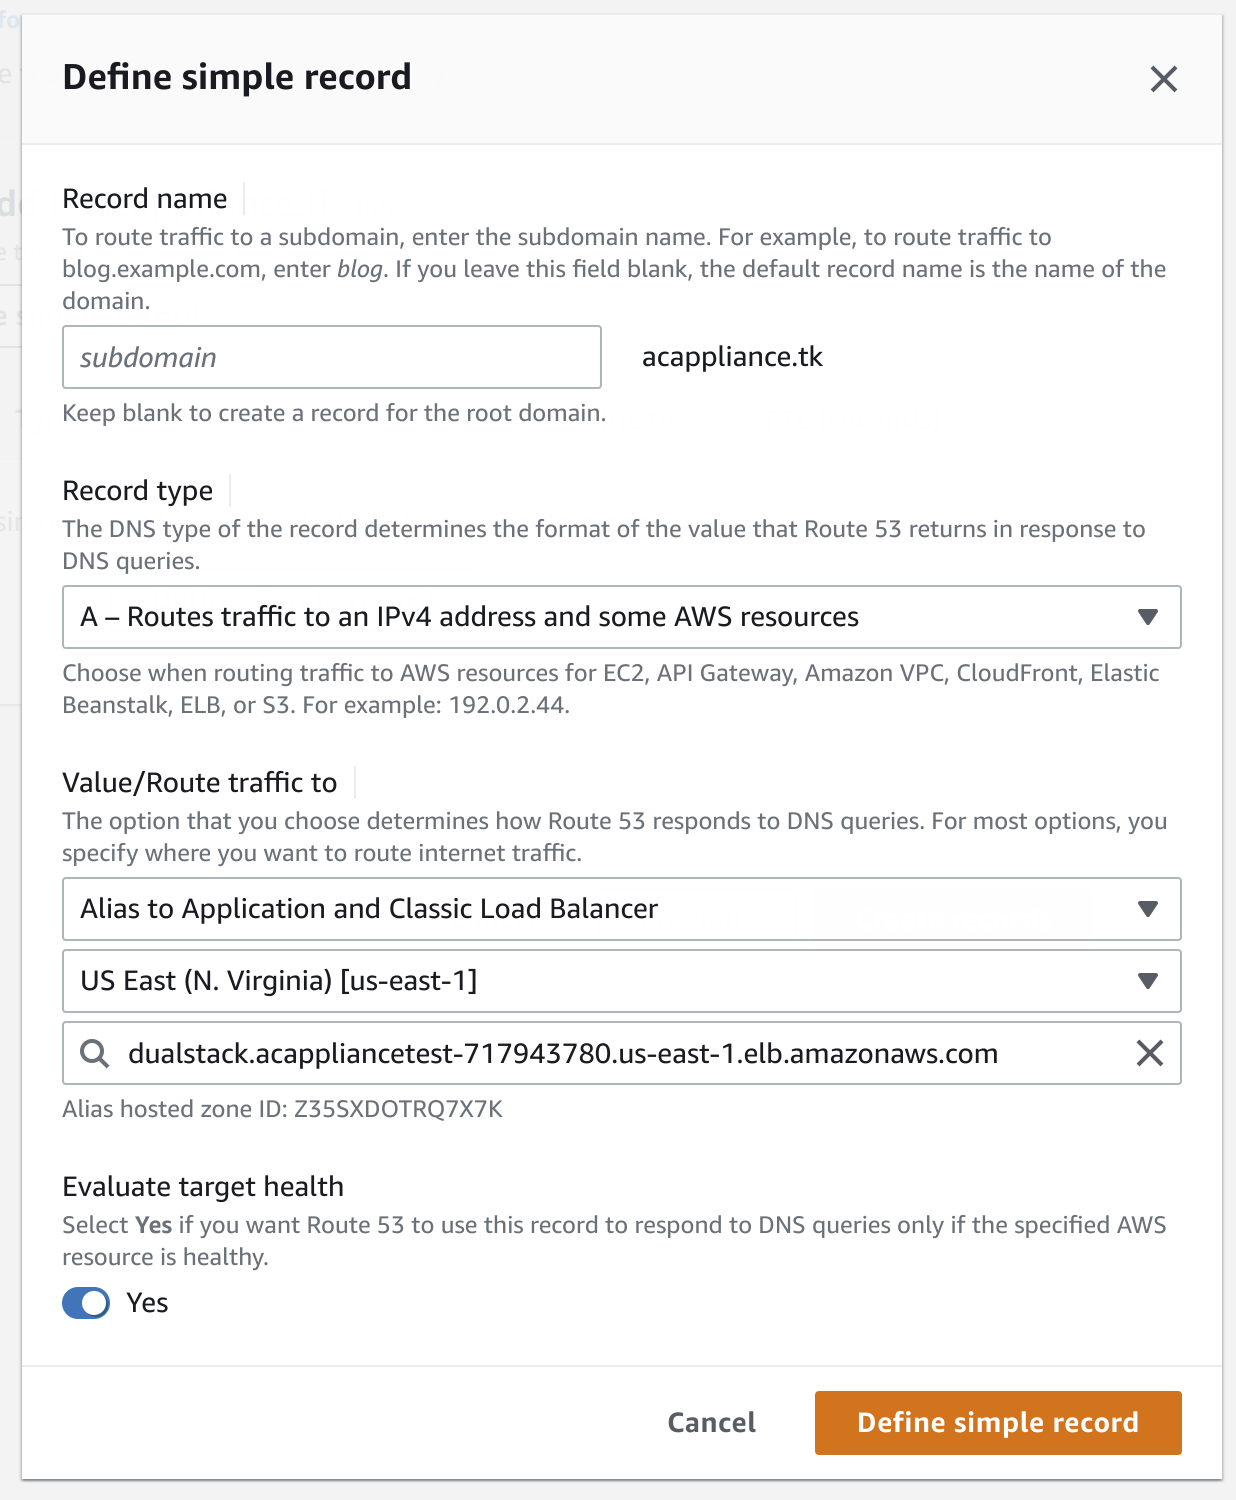 Define simple record
Record name
To route traffic to a subdomain, enter the subdomain name. For example, to route traffic to
blog.example.com, enter blog. If you leave this field blank, the default record name is the name of the
domain.
subdomain
acappliance.tk
Keep blank to create a record for the root domain.
Record type
The DNS type of the record determines the format of the value that Route 53 returns in response to
DNS queries.
A – Routes traffic to an IPv4 address and some AWS resources
Choose when routing traffic to AWS resources for EC2, API Gateway, Amazon VPC, CloudFront, Elastic
Beanstalk, ELB, or S3. For example: 192.0.2.44.
Value/Route traffic to
The option that you choose determines how Route 53 responds to DNS queries. For most options, you
specify where you want to route internet traffic.
Alias to Application and Classic Load Balancer
US East (N. Virginia) [us-east-1]
dualstack.acappliancetest-717943780.us-east-1.elb.amazonaws.com
Alias hosted zone ID: Z35SXDOTRQ7X7K
Evaluate target health
Select Yes if you want Route 53 to use this record to respond to DNS queries only if the specified AWS
resource is healthy.
Yes
Cancel
Define simple record